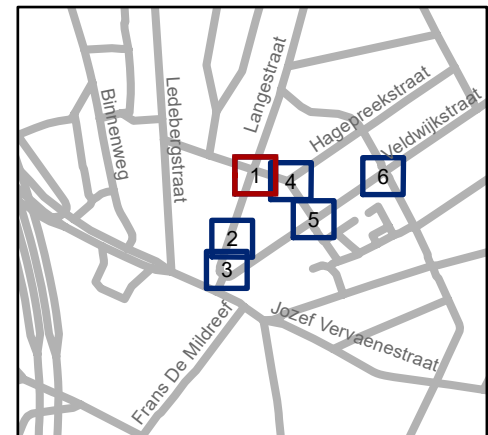 Langestraat
Hagepreekstraat
Ledebergstraat
Binnenweg
Veldwijkstraat
1
4
6
5
2
3
Jozef Vervaenestraat
Frans De Mildreef